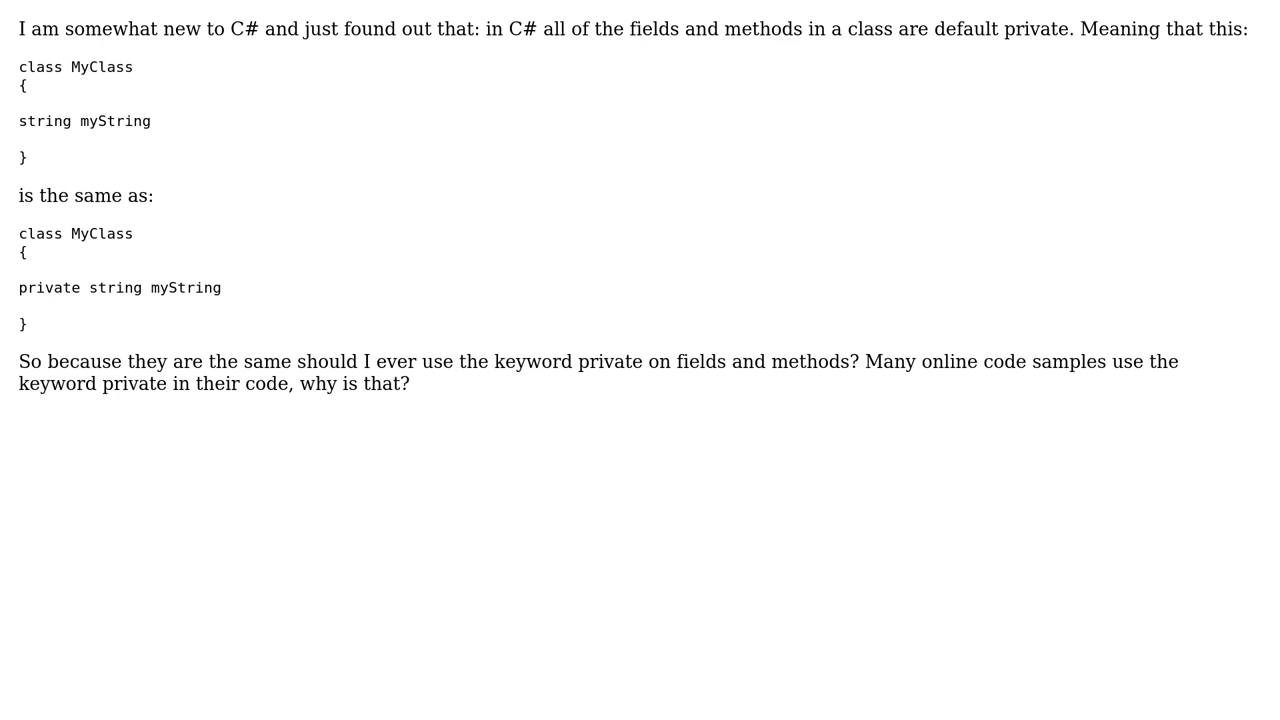 I am somewhat new to C# and just found out that: in C# all of the fields and methods in a class are default private. Meaning that this:
class MyClass
{
string myString
}
is the same as:
class MyClass
{
private string myString
}
So because they are the same should I ever use the keyword private on fields and methods? Many online code samples use the
keyword private in their code, why is that?